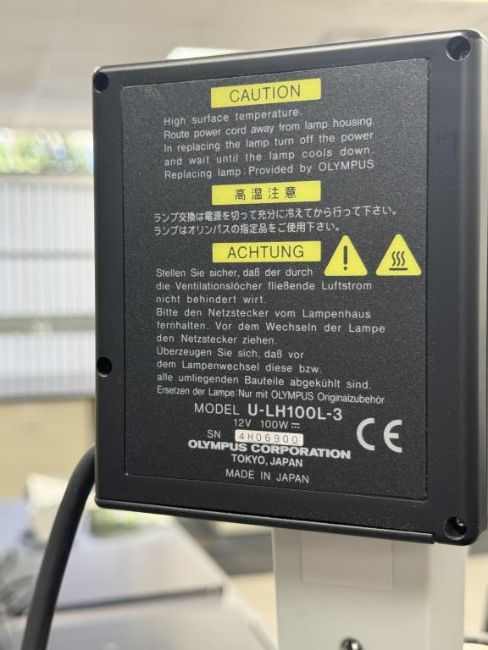 CAUTION
High surface temperature.
Route power cord away from lamp housing.
In replacing the lamp turn off the power
and wait until the lamp cools down.
Replacing lamp : Provided by OLYMPUS
高温注意
ランプ交換は電源を切って充分に冷えてから行って下さい。
ランプはオリンパスの指定品をご使用下さい。
ACHTUNG
Stellen Sie sicher, daß der durch
die Ventilationslöcher fließende Luftstrom
nicht behindert wirt.
Bitte den Netzstecker vom Lampenhaus
fernhalten. Vor dem Wechseln der Lampe
den Netzstecker ziehen.
Überzeugen Sie sich, daß vor
dem Lampenwechsel diese bzw.
alle umliegenden Bauteile abgekühlt sind.
Ersetzen der Lampe: Nur mit OLYMPUS Originalzubehör
MODEL U-LH100L-3
12V 100W
SN 4H06900
OLYMPUS CORPORATION
TOKYO, JAPAN
MADE IN JAPAN
CE